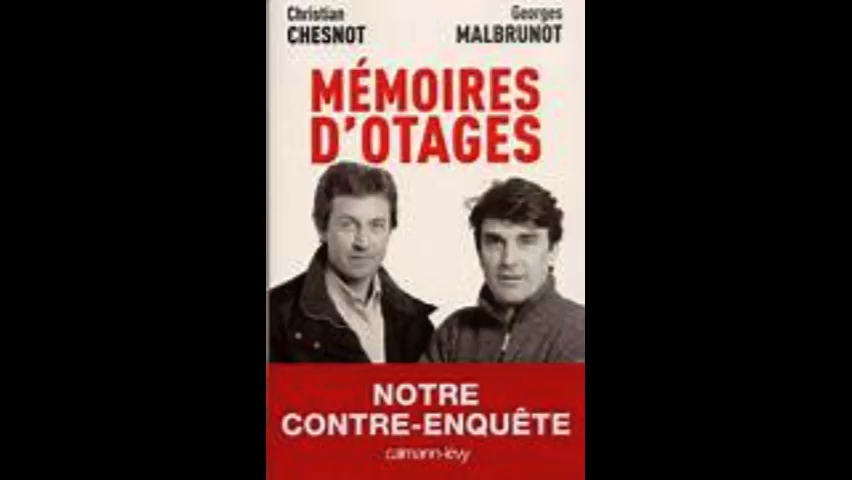 Christian
CHESNOT
Georges
MALBRUNOT
MÉMOIRES
D'OTAGES
NOTRE
CONTRE-ENQUÊTE
calmann-lévy